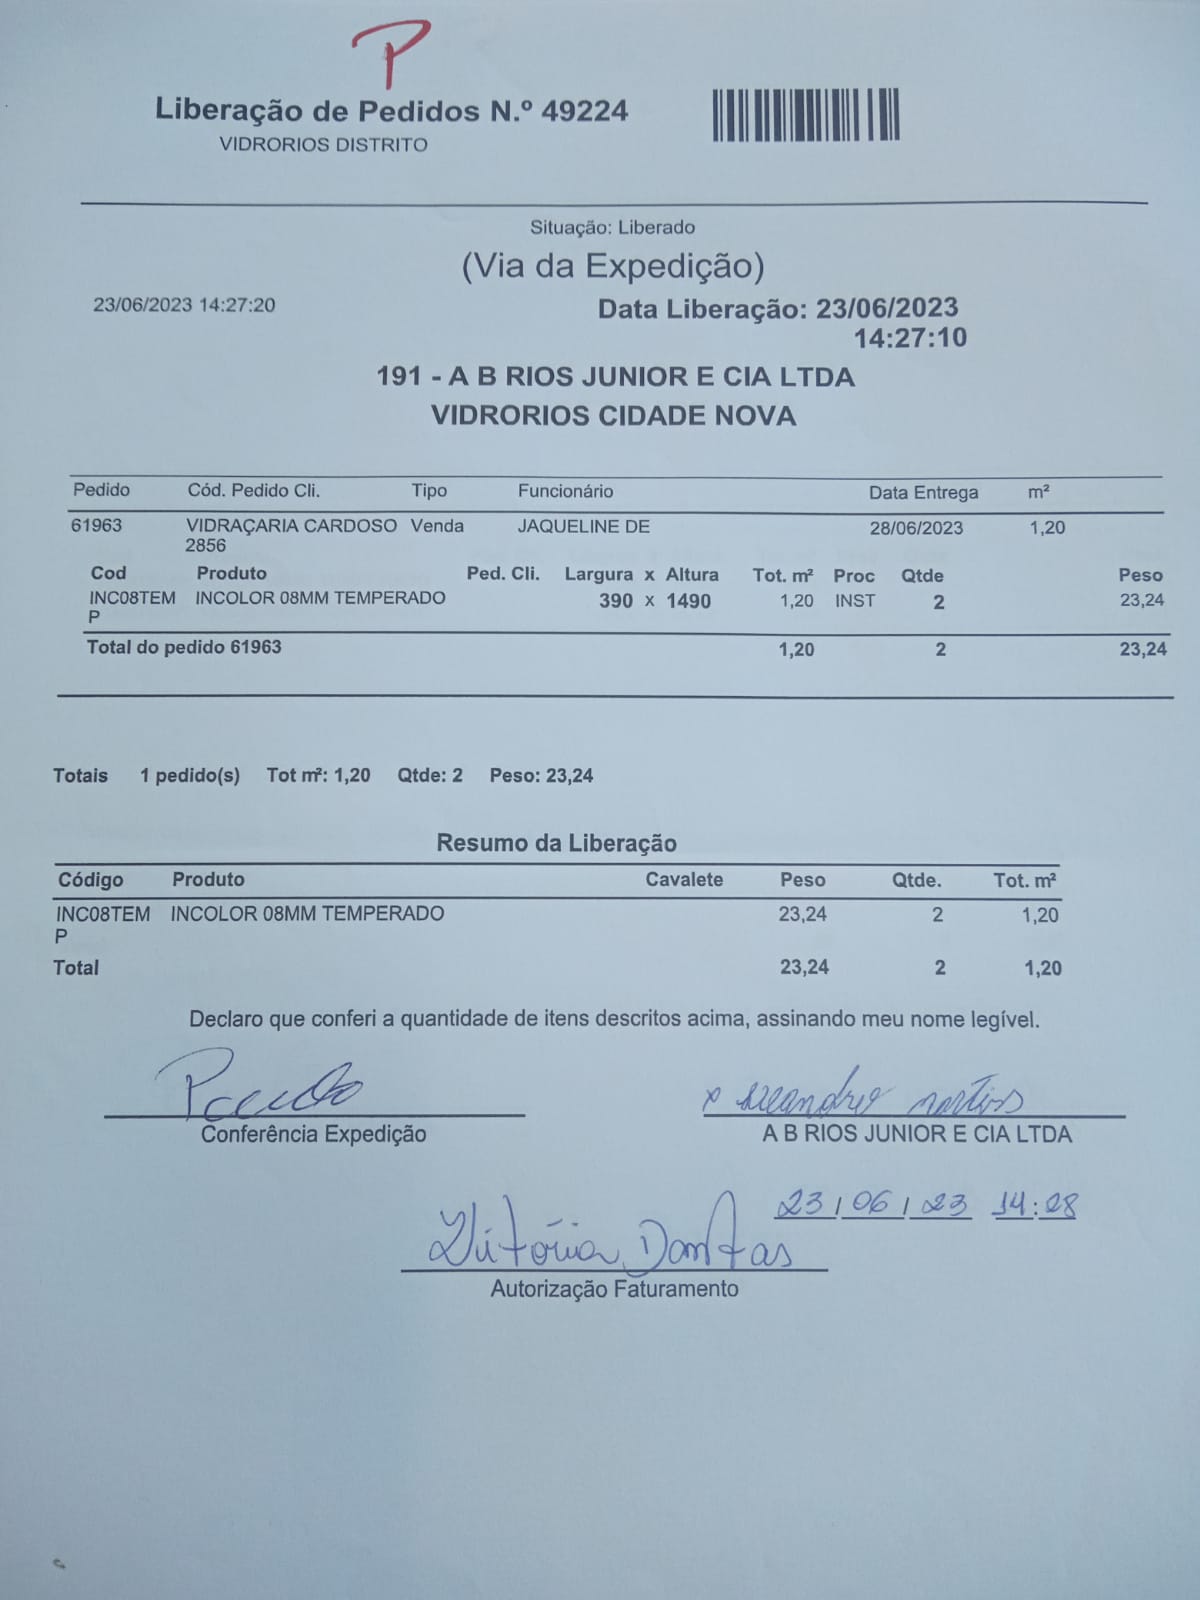 P
Liberação de Pedidos N.º 49224
VIDRORIOS DISTRITO
Situação: Liberado
(Via da Expedição)
23/06/2023 14:27:20
Data Liberação: 23/06/2023
14:27:10
191 - A B RIOS JUNIOR E CIA LTDA
VIDRORIOS CIDADE NOVA
Pedido Cód. Pedido Cli. Tipo Funcionário Data Entrega m²
61963 VIDRAÇARIA CARDOSO Venda JAQUELINE DE 28/06/2023 1,20
2856
Cod Produto Ped. Cli. Largura x Altura Tot. m² Proc Qtde Peso
INC08TEM INCOLOR 08MM TEMPERADO 390 x 1490 1,20 INST 2 23,24
P
Total do pedido 61963 1,20 2 23,24
Totais 1 pedido(s) Tot m²: 1,20 Qtde: 2 Peso: 23,24
Resumo da Liberação
Código Produto Cavalete Peso Qtde. Tot. m²
INC08TEM INCOLOR 08MM TEMPERADO 23,24 2 1,20
P
Total 23,24 2 1,20
Declaro que conferi a quantidade de itens descritos acima, assinando meu nome legível.
x martins
Conferência Expedição A B RIOS JUNIOR E CIA LTDA
23/06/23 14:28
Vitória Dantas
Autorização Faturamento